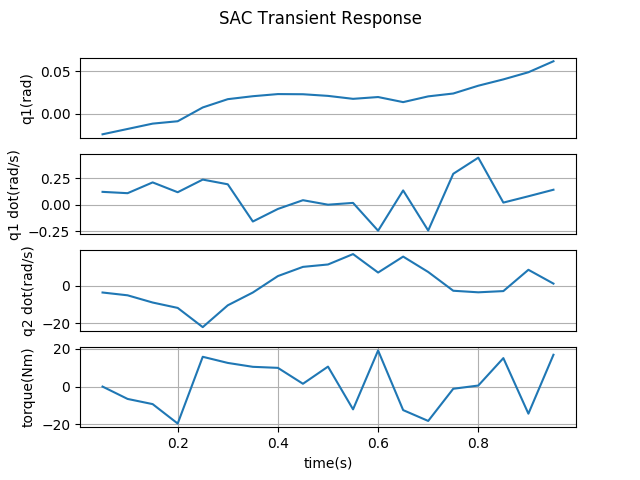 SAC Transient Response
q1(rad)
0.05
0.00
q1 dot(rad/s)
0.25
0.00
−0.25
q2 dot(rad/s)
0
−20
torque(Nm)
20
0
−20
0.2 0.4 0.6 0.8
time(s)